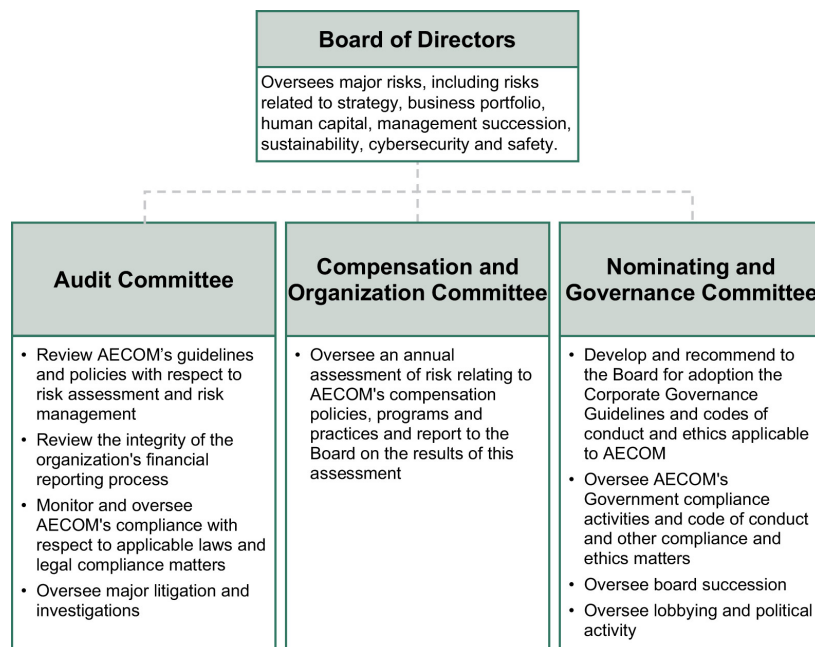 Board of Directors
Oversees major risks, including risks
related to strategy, business portfolio,
human capital, management succession,
sustainability, cybersecurity and safety.
Audit Committee
• Review AECOM’s guidelines
and policies with respect to
risk assessment and risk
management
• Review the integrity of the
organization's financial
reporting process
• Monitor and oversee
AECOM's compliance with
respect to applicable laws and
legal compliance matters
• Oversee major litigation and
investigations
Compensation and
Organization Committee
• Oversee an annual
assessment of risk relating to
AECOM's compensation
policies, programs and
practices and report to the
Board on the results of this
assessment
Nominating and
Governance Committee
• Develop and recommend to
the Board for adoption the
Corporate Governance
Guidelines and codes of
conduct and ethics applicable
to AECOM
• Oversee AECOM's
Government compliance
activities and code of conduct
and other compliance and
ethics matters
• Oversee board succession
• Oversee lobbying and political
activity